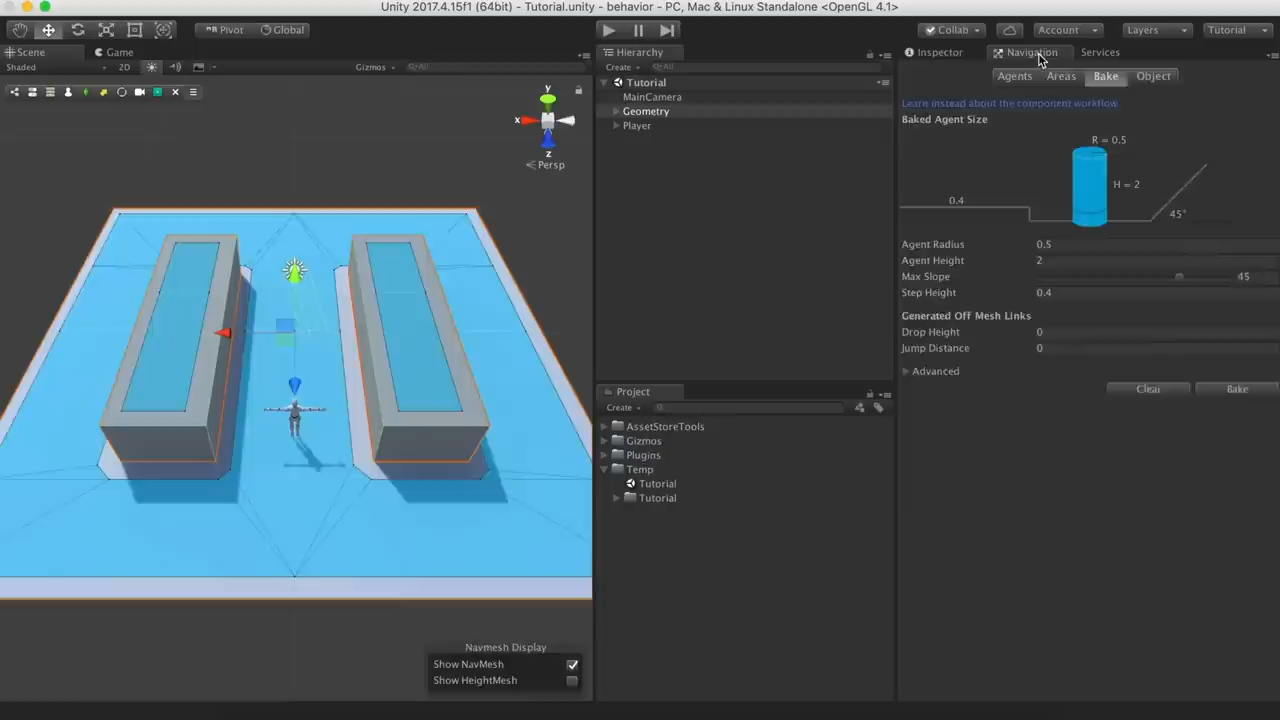 Unity 2017.4.15f1 (64bit) - Tutorial.unity - behavior - PC, Mac & Linux Standalone <OpenGL 4.1>
Pivot Global Collab Account Layers Tutorial
Scene Game
Shaded 2D Gizmos All
y
x
z
Persp
Navmesh Display
Show NavMesh
Show HeightMesh
Hierarchy
Create All
Tutorial
MainCamera
Geometry
Player
Project
Create
AssetStoreTools
Gizmos
Plugins
Temp
Tutorial
Tutorial
Inspector Navigation Services
Agents Areas Bake Object
Learn instead about the component workflow.
Baked Agent Size
R = 0.5
H = 2
0.4
45°
Agent Radius 0.5
Agent Height 2
Max Slope 45
Step Height 0.4
Generated Off Mesh Links
Drop Height 0
Jump Distance 0
Advanced
Clear Bake